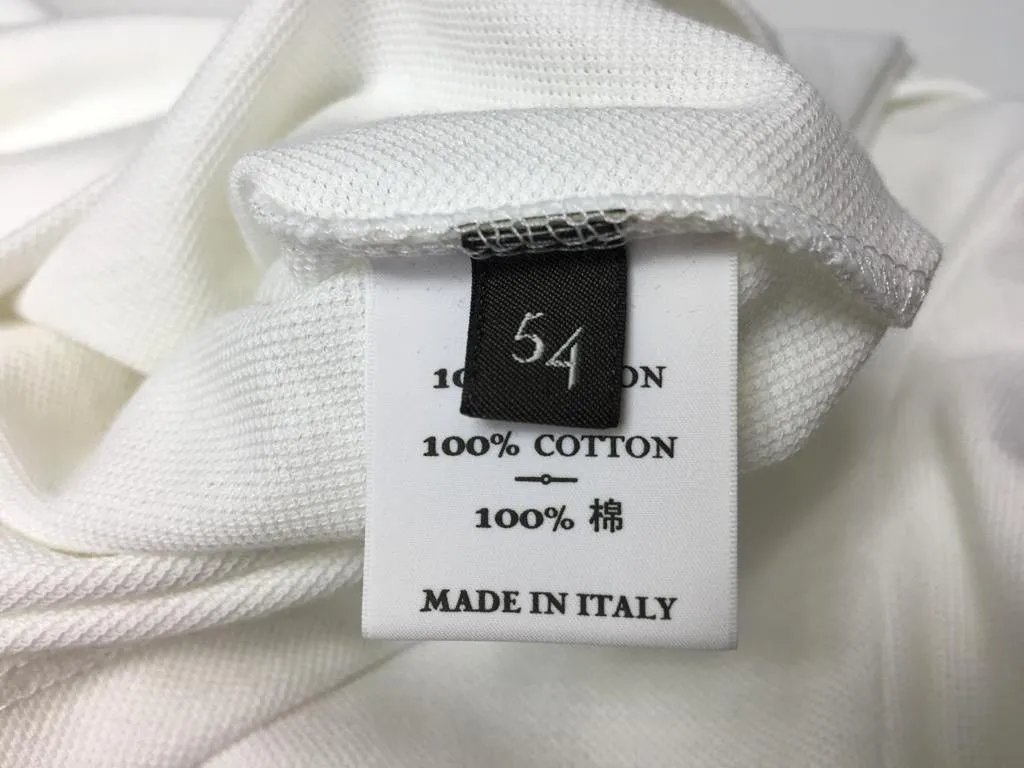 54
100% COTTON
100% 棉
MADE IN ITALY